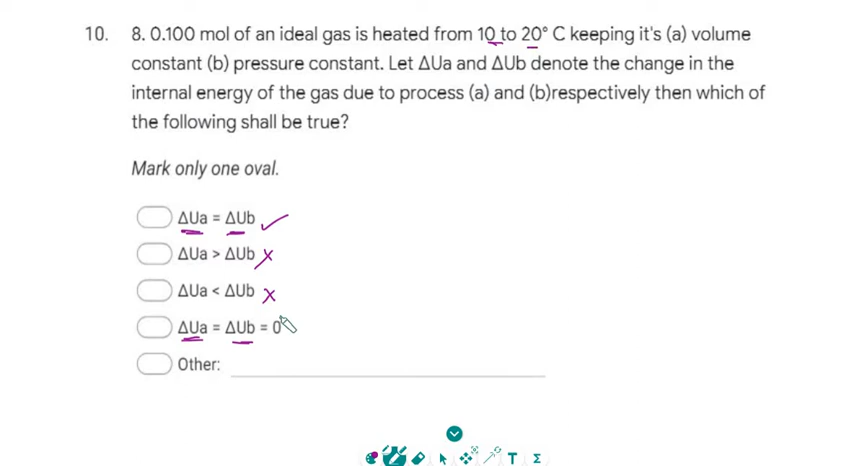 10. 8. 0.100 mol of an ideal gas is heated from 10 to 20° C keeping it's (a) volume
constant (b) pressure constant. Let ΔUa and ΔUb denote the change in the
internal energy of the gas due to process (a) and (b)respectively then which of
the following shall be true?
Mark only one oval.
ΔUa = ΔUb ✓
ΔUa > ΔUb x
ΔUa < ΔUb x
ΔUa = ΔUb = 0
Other:
T Σ